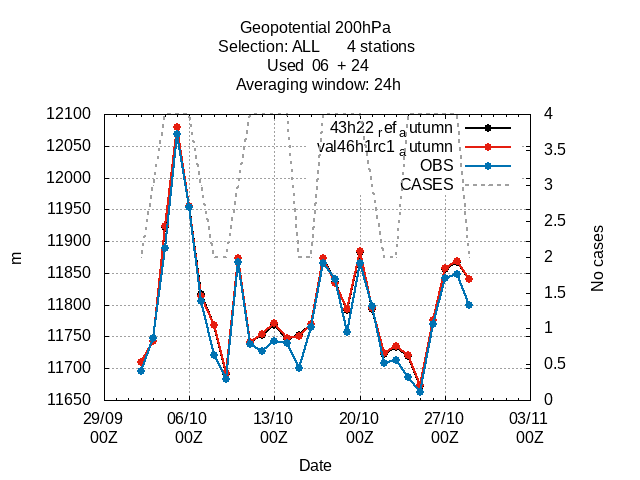 Geopotential 200hPa
Selection: ALL 4 stations
Used 06 + 24
Averaging window: 24h
12100
12050
12000
11950
11900
11850
11800
11750
11700
11650
m
4
3.5
3
2.5
2
1.5
1
0.5
0
No cases
43h22_ref_autumn
val46h1rc1_autumn
OBS
CASES
29/09 06/10 13/10 20/10 27/10 03/11
00Z 00Z 00Z 00Z 00Z 00Z
Date